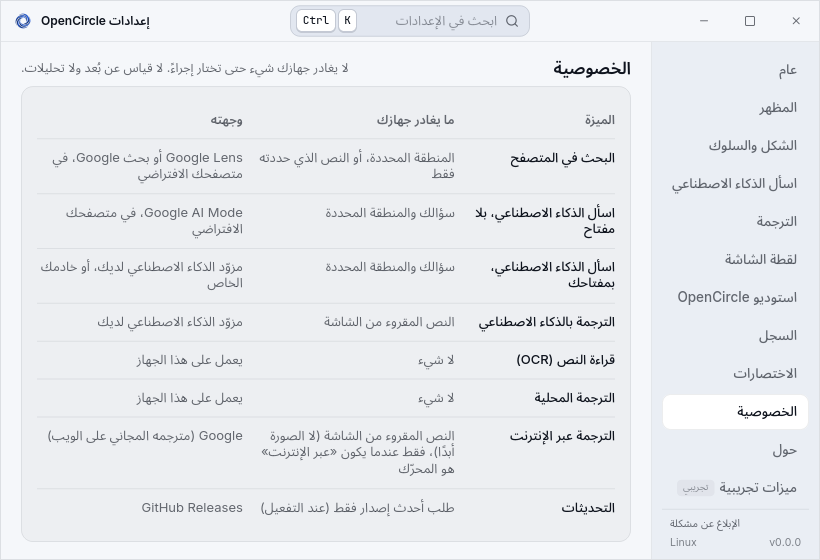 إعدادات OpenCircle
ابحث في الإعدادات
Ctrl K
عام
المظهر
الشكل والسلوك
اسأل الذكاء الاصطناعي
الترجمة
لقطة الشاشة
استوديو OpenCircle
السجل
الاختصارات
الخصوصية
حول
ميزات تجريبية تجريبي
الإبلاغ عن مشكلة
Linux v0.0.0
الخصوصية
لا يغادر جهازك شيء حتى تختار إجراءً. لا قياس عن بُعد ولا تحليلات.
الميزة ما يغادر جهازك وجهته
البحث في المتصفح
المنطقة المحددة، أو النص الذي حددته
فقط
Google Lens أو بحث Google، في
متصفحك الافتراضي
اسأل الذكاء الاصطناعي، بلا
مفتاح
سؤالك والمنطقة المحددة
Google AI Mode، في متصفحك
الافتراضي
اسأل الذكاء الاصطناعي،
بمفتاحك
سؤالك والمنطقة المحددة
مزوّد الذكاء الاصطناعي لديك، أو خادمك
الخاص
الترجمة بالذكاء الاصطناعي
النص المقروء من الشاشة
مزوّد الذكاء الاصطناعي لديك
قراءة النص (OCR)
لا شيء
يعمل على هذا الجهاز
الترجمة المحلية
لا شيء
يعمل على هذا الجهاز
الترجمة عبر الإنترنت
النص المقروء من الشاشة (لا الصورة
أبدًا)، فقط عندما يكون «عبر الإنترنت»
هو المحرّك
Google (مترجمه المجاني على الويب)
التحديثات
طلب أحدث إصدار فقط (عند التفعيل)
GitHub Releases